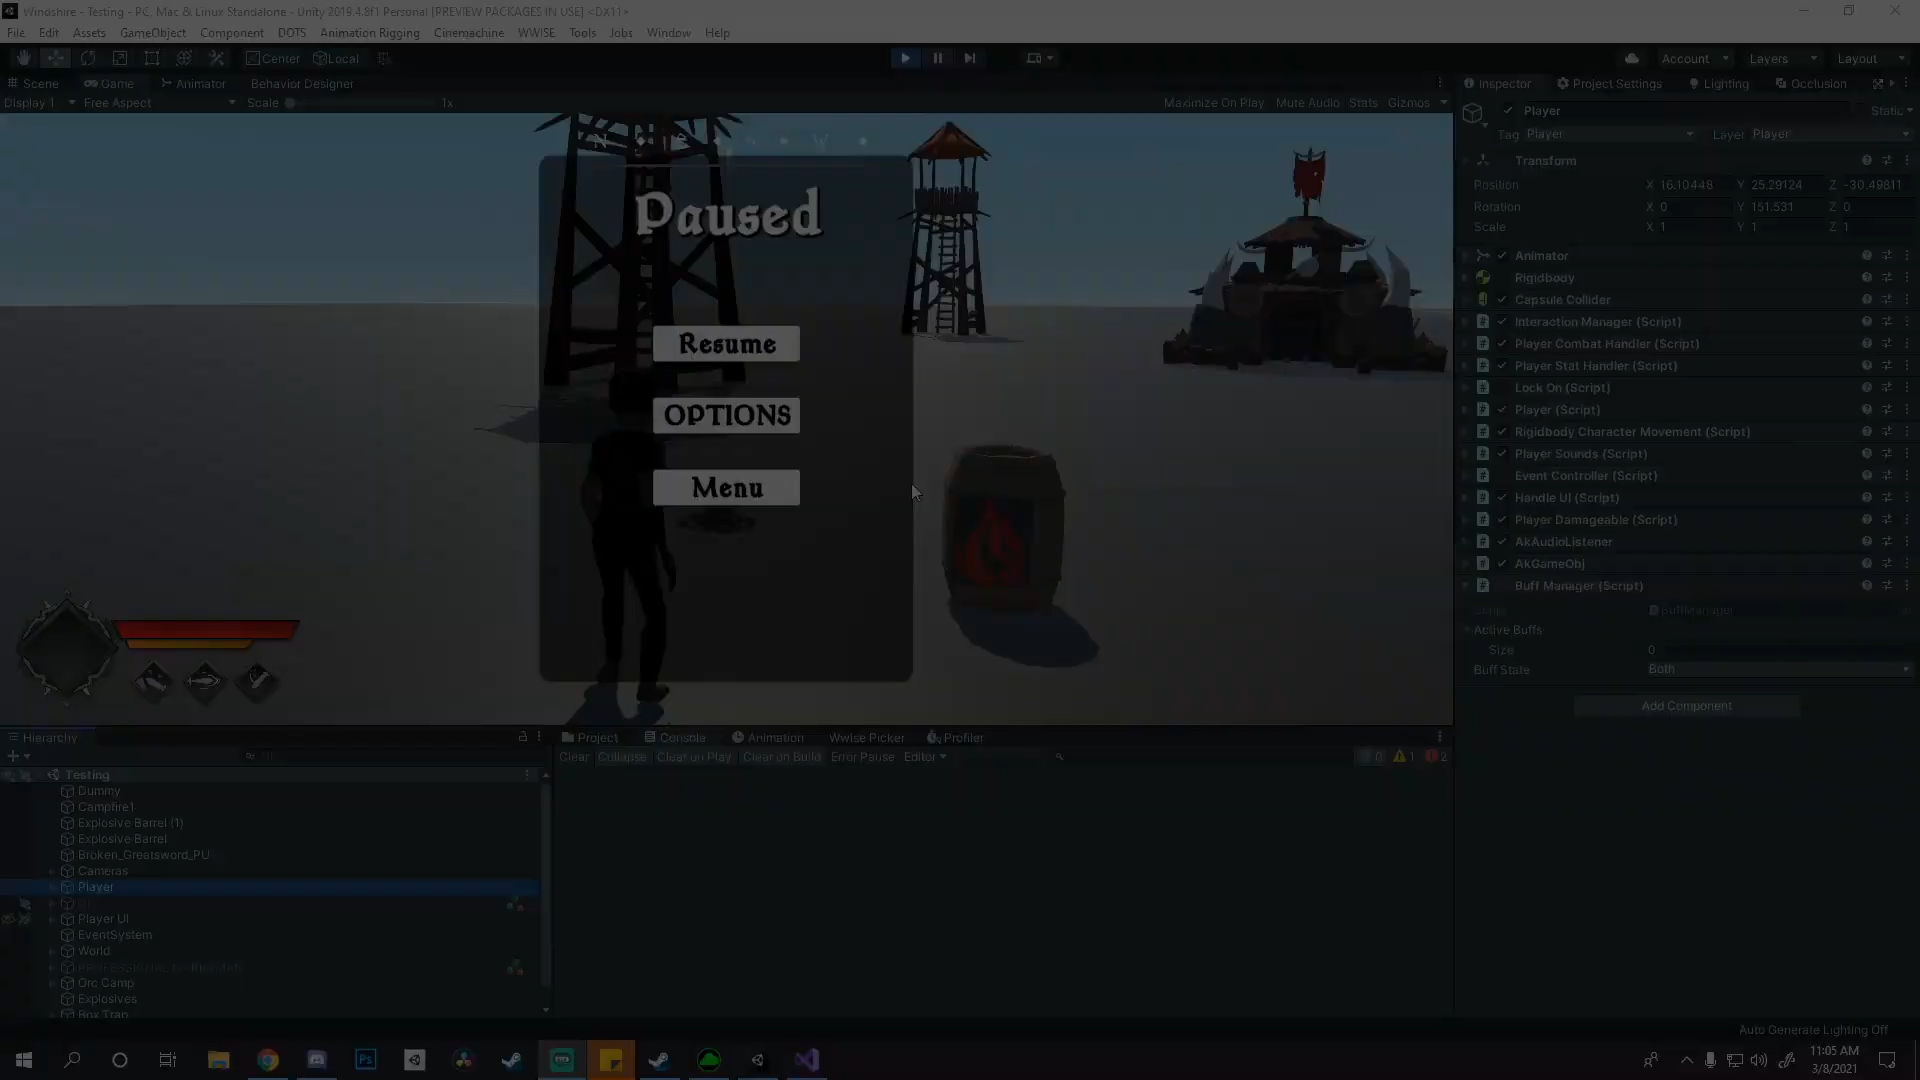 Windshire - Testing - PC, Mac & Linux Standalone - Unity 2019.4.8f1 Personal [PREVIEW PACKAGES IN USE] <DX11>
File Edit Assets GameObject Component DOTS Animation Rigging Cinemachine WWISE Tools Jobs Window Help
Center Local Account Layers Layout
Scene Game Animator Behavior Designer
Display 1 Free Aspect Scale 1x Maximize On Play Mute Audio Stats Gizmos
N W
Paused
Resume
OPTIONS
Menu
Inspector Project Settings Lighting Occlusion
Player Static
Tag Player Layer Player
Transform
Position X 16.10448 Y 25.29124 Z -30.49811
Rotation X 0 Y 151.531 Z 0
Scale X 1 Y 1 Z 1
Animator
Rigidbody
Capsule Collider
Interaction Manager (Script)
Player Combat Handler (Script)
Player Stat Handler (Script)
Lock On (Script)
Player (Script)
Rigidbody Character Movement (Script)
Player Sounds (Script)
Event Controller (Script)
Handle UI (Script)
Player Damageable (Script)
AkAudioListener
AkGameObj
Buff Manager (Script)
Script BuffManager
Active Buffs
Size 0
Buff State Both
Add Component
Hierarchy
All
Testing
Dummy
Campfire1
Explosive Barrel (1)
Explosive Barrel
Broken_Greatsword_PU
Cameras
Player
Player UI
EventSystem
World
Orc Camp
Explosives
Box Trap
Project Console Animation Wwise Picker Profiler
Clear Collapse Clear on Play Clear on Build Error Pause Editor 0 1 2
Auto Generate Lighting Off
11:05 AM
3/8/2021